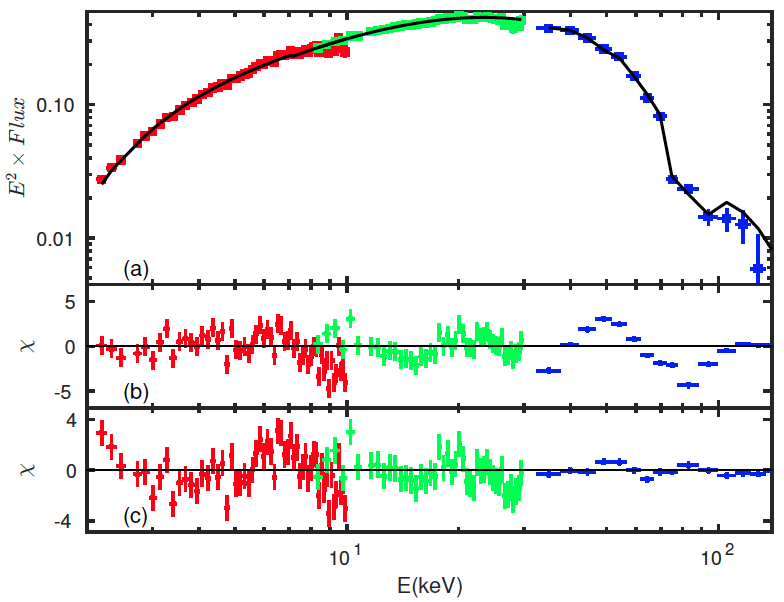 E² × Flux
0.10
0.01
(a)
χ
5
0
-5
(b)
χ
4
0
-4
(c)
10¹
10²
E(keV)